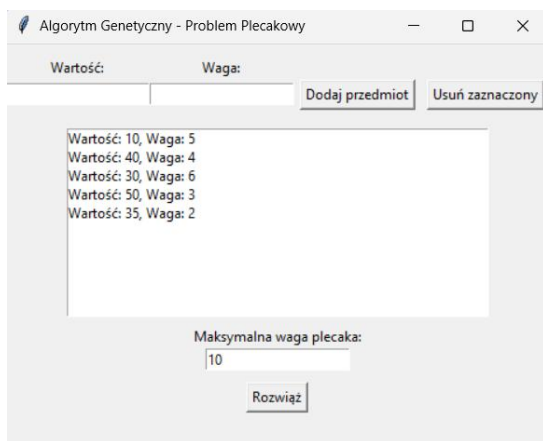 Algorytm Genetyczny - Problem Plecakowy
Wartość: Waga:
Dodaj przedmiot Usuń zaznaczony
Wartość: 10, Waga: 5
Wartość: 40, Waga: 4
Wartość: 30, Waga: 6
Wartość: 50, Waga: 3
Wartość: 35, Waga: 2
Maksymalna waga plecaka:
10
Rozwiąż